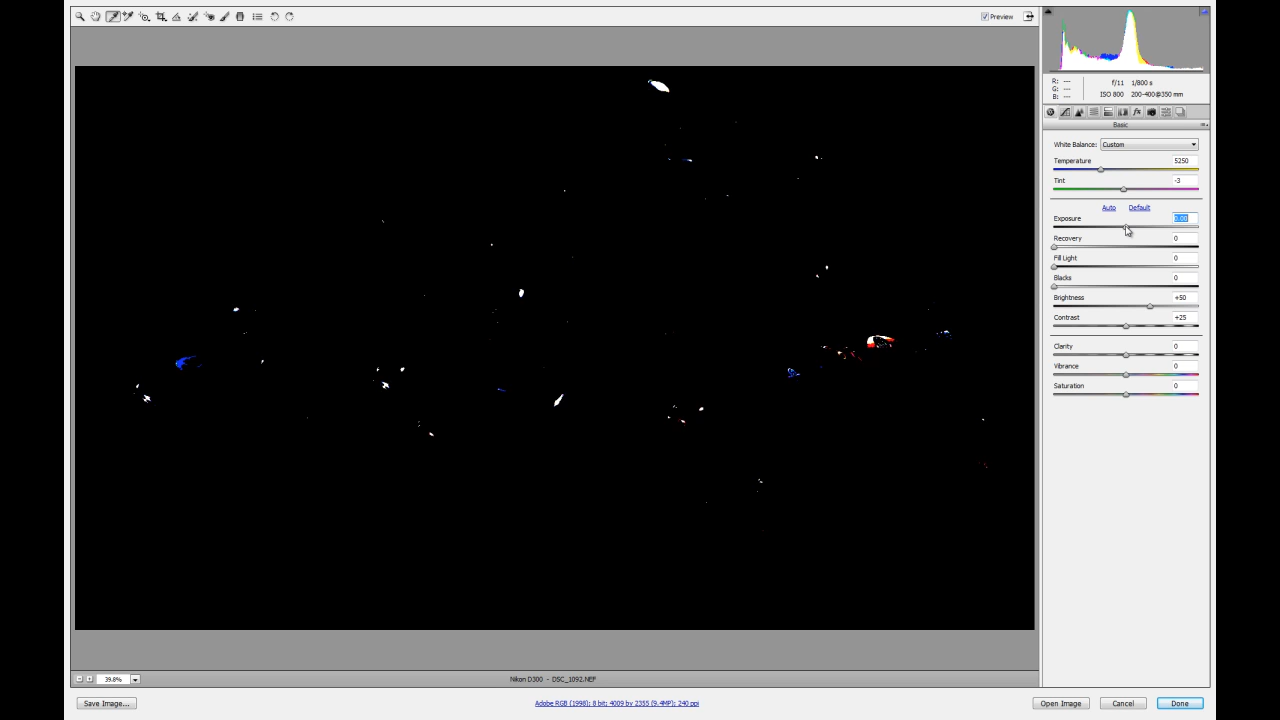 Preview
R: ---
G: ---
B: ---
f/11 1/800 s
ISO 800 200-400@350 mm
Basic
White Balance: Custom
Temperature 5250
Tint -3
Auto Default
Exposure 0.00
Recovery 0
Fill Light 0
Blacks 0
Brightness +50
Contrast +25
Clarity 0
Vibrance 0
Saturation 0
39.8%
Nikon D300 - DSC_1092.NEF
Save Image...
Adobe RGB (1998); 8 bit; 4009 by 2355 (9.4MP); 240 ppi
Open Image
Cancel
Done